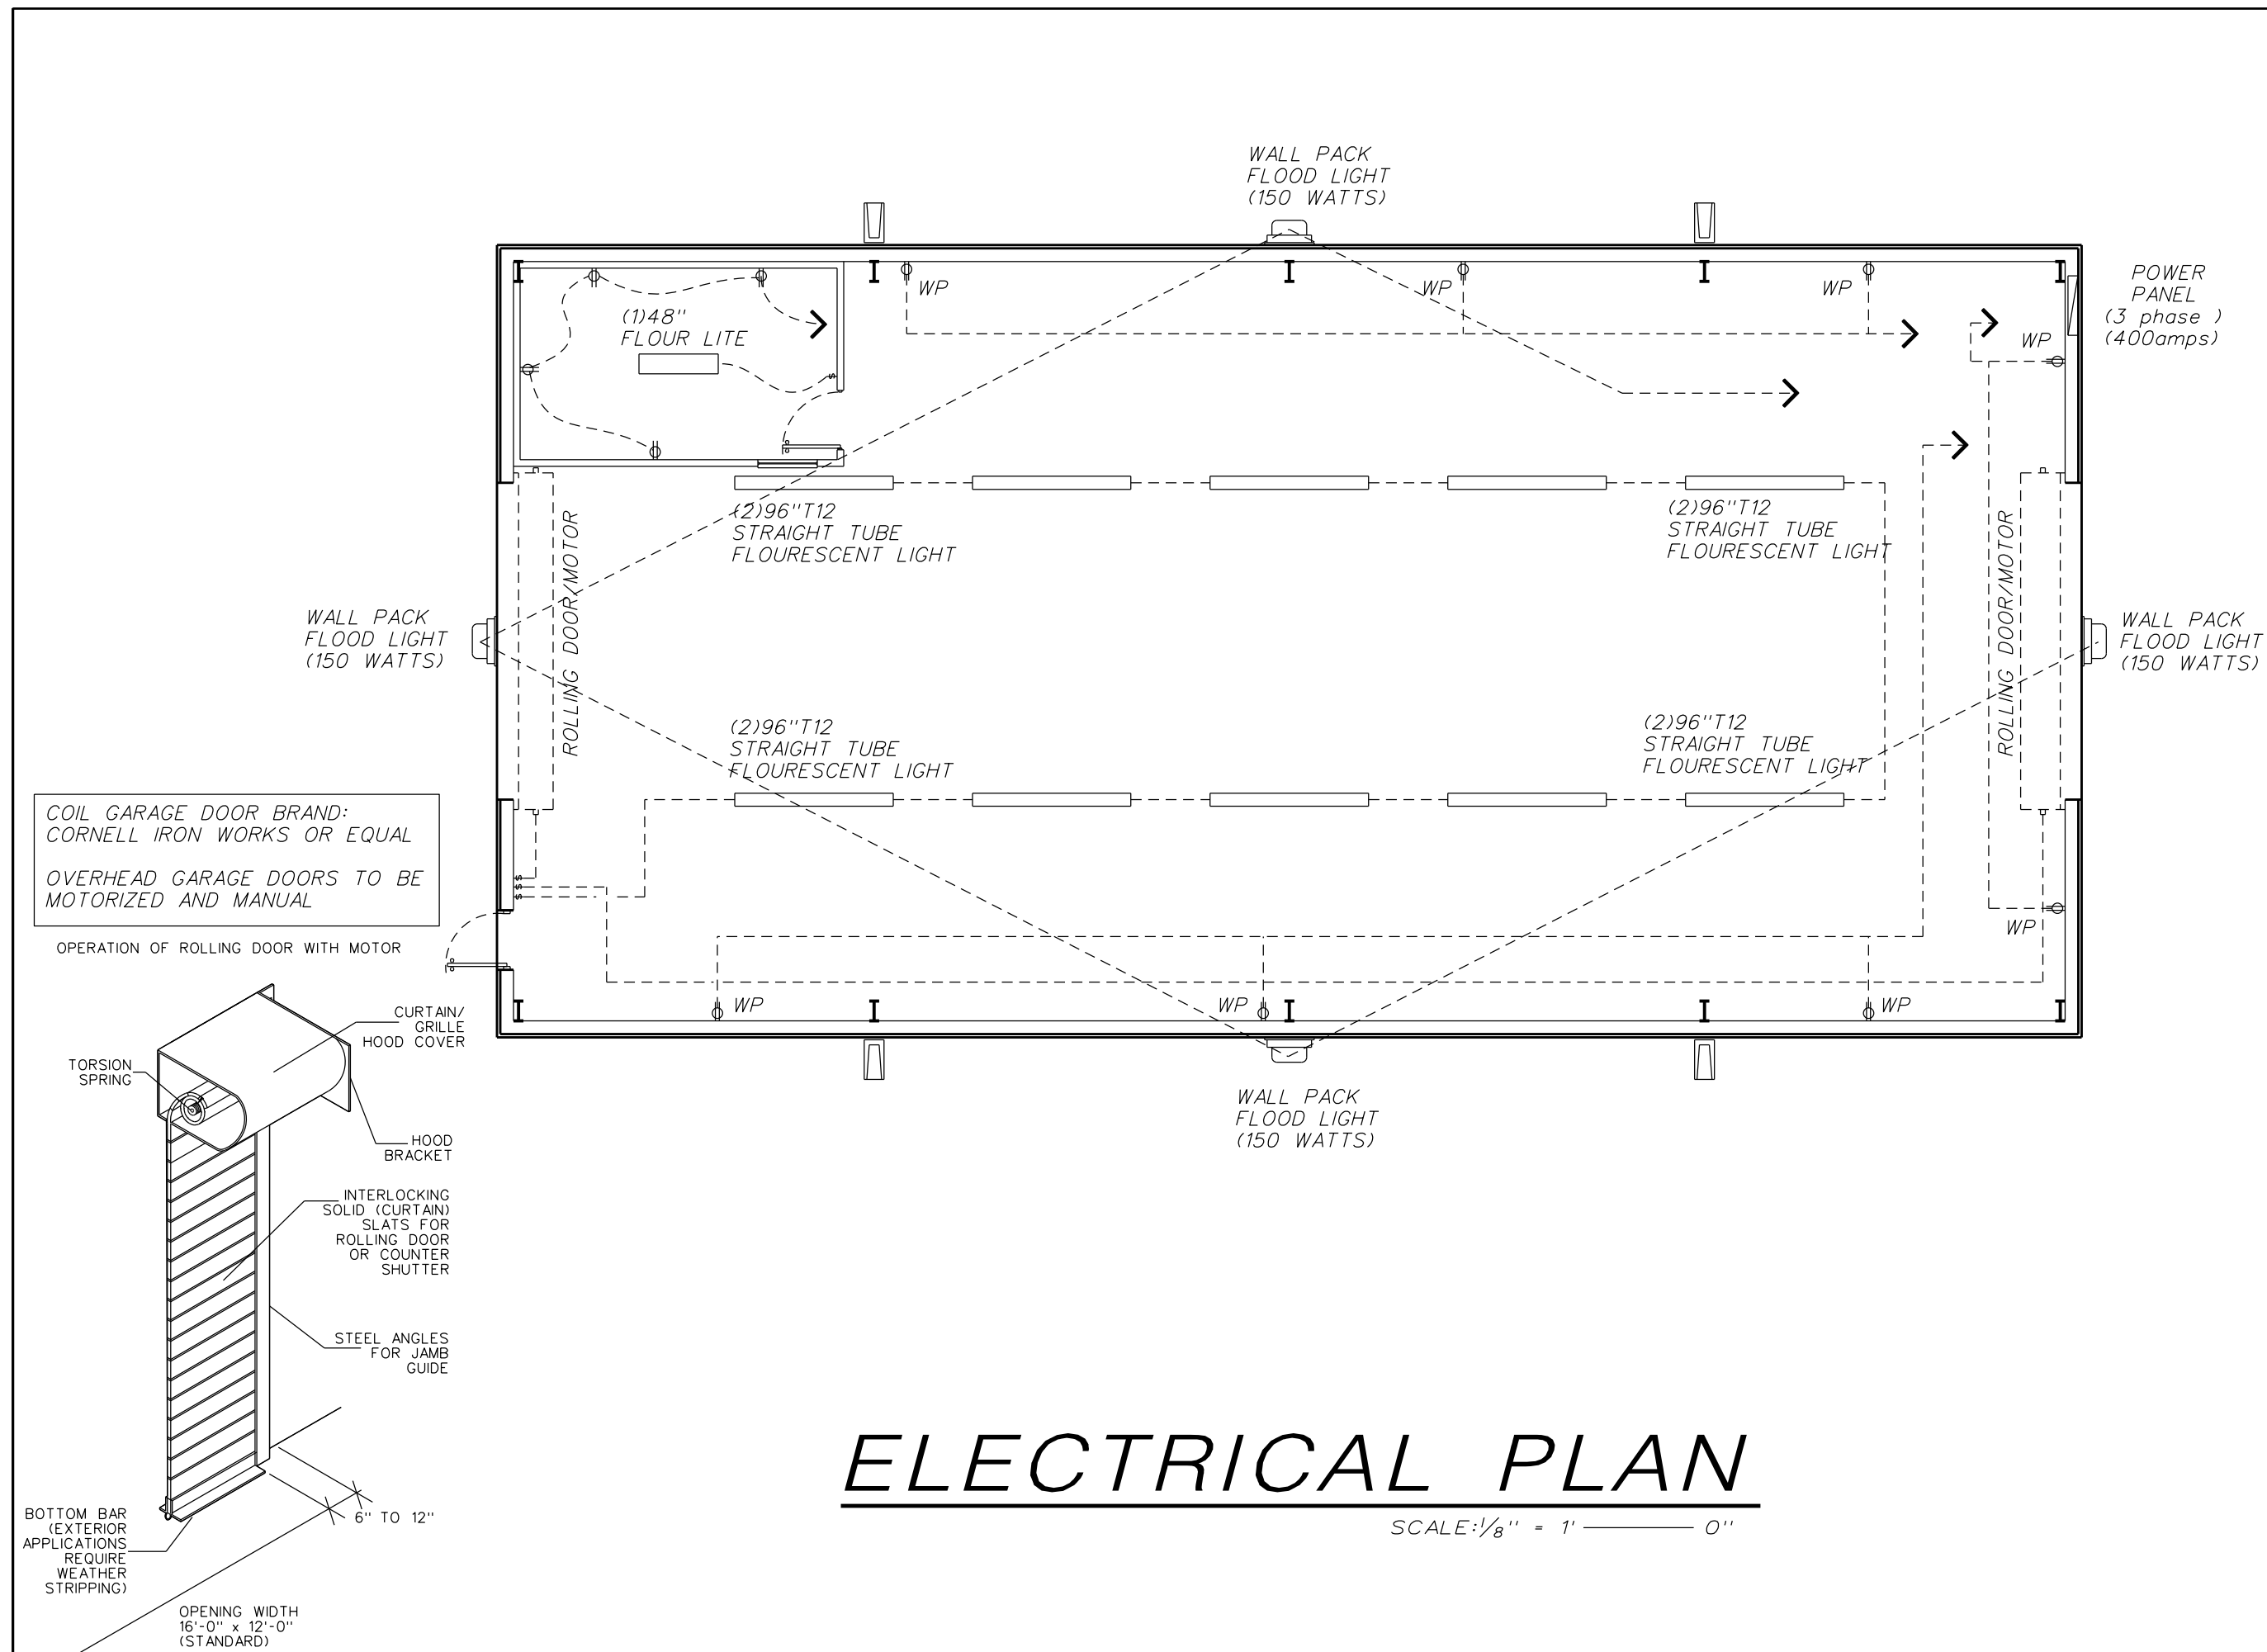 WALL PACK
FLOOD LIGHT
(150 WATTS)
POWER
PANEL
(3 phase )
(400amps)
WP
WP
WP
WP
(1)48"
FLOUR LITE
S
(2)96"T12
STRAIGHT TUBE
FLOURESCENT LIGHT
(2)96"T12
STRAIGHT TUBE
FLOURESCENT LIGHT
ROLLING DOOR/MOTOR
ROLLING DOOR/MOTOR
WALL PACK
FLOOD LIGHT
(150 WATTS)
WALL PACK
FLOOD LIGHT
(150 WATTS)
(2)96"T12
STRAIGHT TUBE
FLOURESCENT LIGHT
(2)96"T12
STRAIGHT TUBE
FLOURESCENT LIGHT
S
S
S
WP
WP
WP
WP
WALL PACK
FLOOD LIGHT
(150 WATTS)
COIL GARAGE DOOR BRAND:
CORNELL IRON WORKS OR EQUAL
OVERHEAD GARAGE DOORS TO BE
MOTORIZED AND MANUAL
OPERATION OF ROLLING DOOR WITH MOTOR
CURTAIN/
GRILLE
HOOD COVER
TORSION
SPRING
HOOD
BRACKET
INTERLOCKING
SOLID (CURTAIN)
SLATS FOR
ROLLING DOOR
OR COUNTER
SHUTTER
STEEL ANGLES
FOR JAMB
GUIDE
6" TO 12"
BOTTOM BAR
(EXTERIOR
APPLICATIONS
REQUIRE
WEATHER
STRIPPING)
OPENING WIDTH
16'-0" x 12'-0"
(STANDARD)
ELECTRICAL PLAN
SCALE:1/8" = 1' 0"